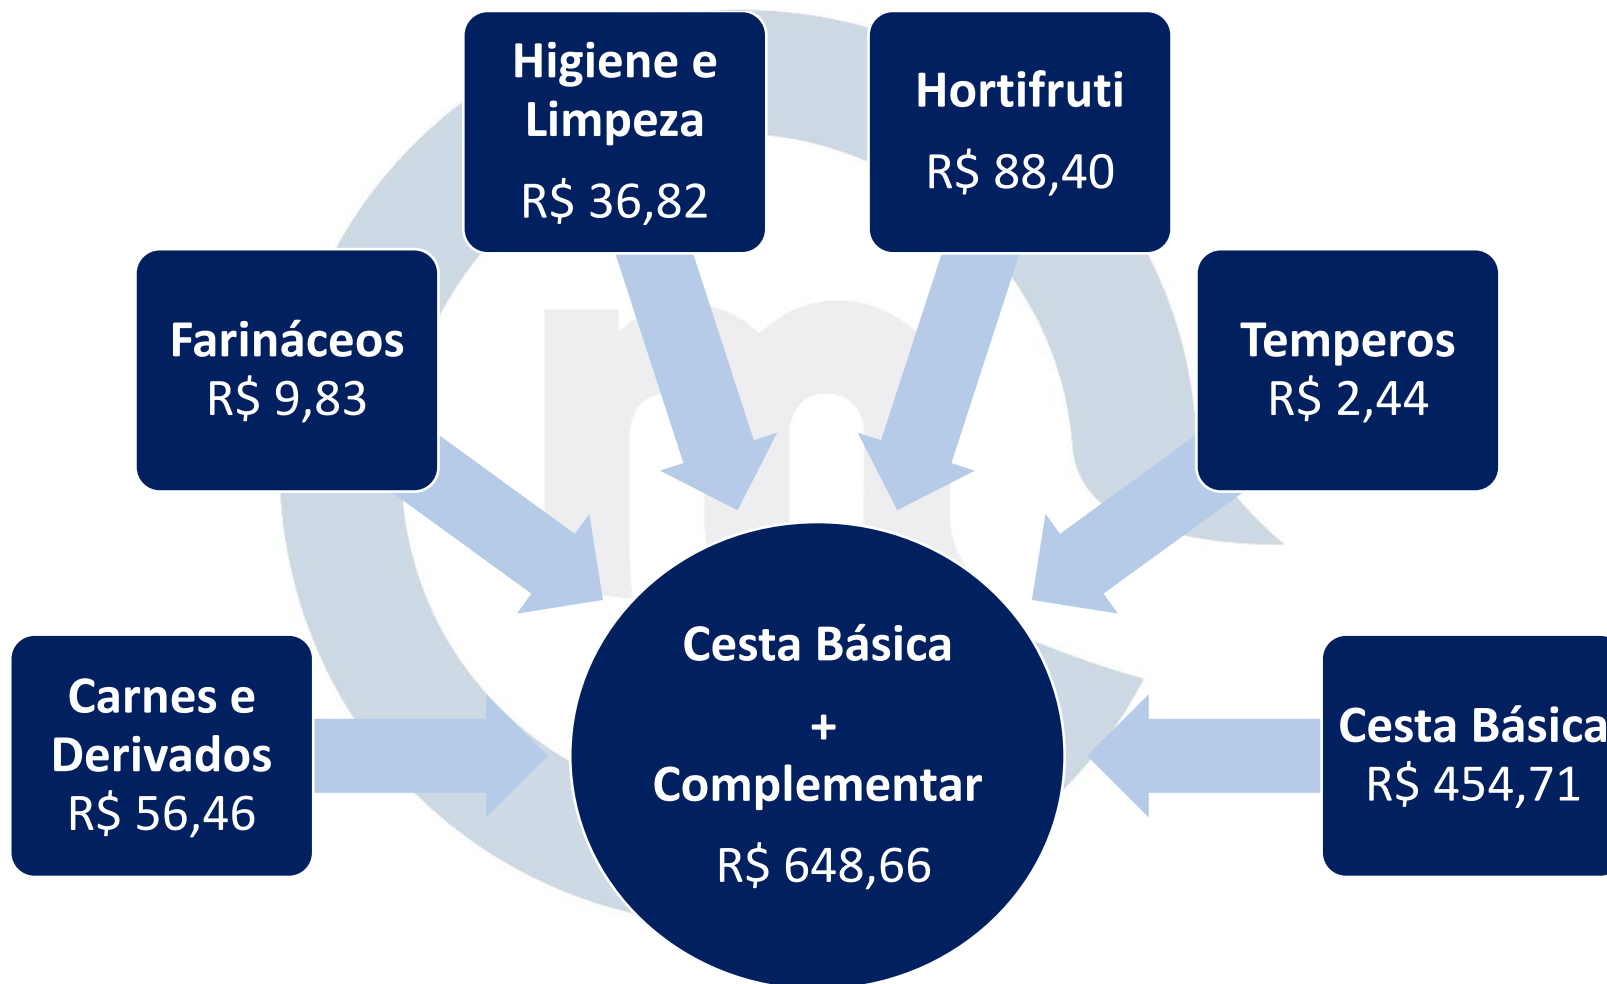 Higiene e
Limpeza
R$ 36,82
Hortifruti
R$ 88,40
Farináceos
R$ 9,83
Temperos
R$ 2,44
Carnes e
Derivados
R$ 56,46
Cesta Básica
+
Complementar
R$ 648,66
Cesta Básica
R$ 454,71